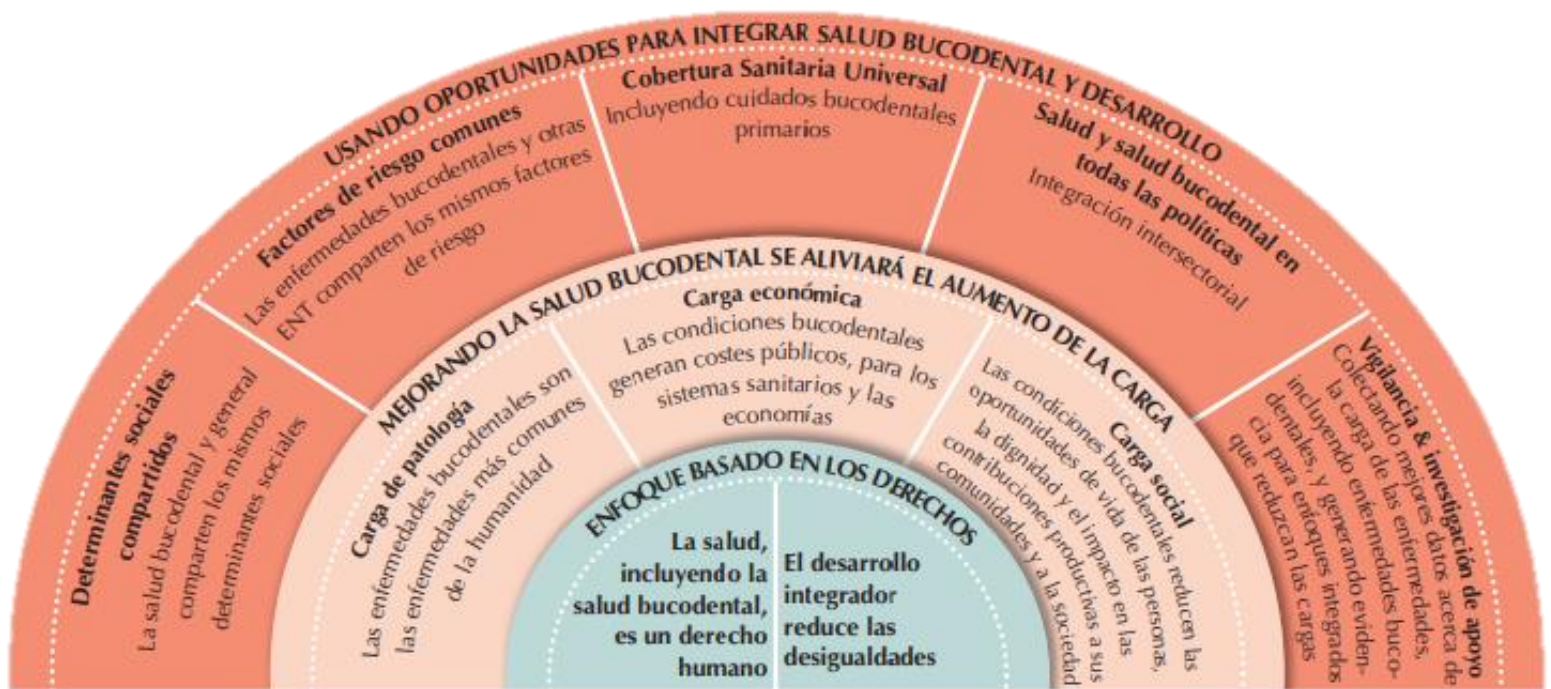 USANDO OPORTUNIDADES PARA INTEGRAR SALUD BUCODENTAL Y DESARROLLO
Determinantes sociales
compartidos
La salud bucodental y general
comparten los mismos
determinantes sociales
Factores de riesgo comunes
Las enfermedades bucodentales y otras
ENT comparten los mismos factores
de riesgo
Cobertura Sanitaria Universal
Incluyendo cuidados bucodentales
primarios
Salud y salud bucodental en
todas las políticas
Integración intersectorial
Vigilancia & investigación de apoyo
Colectando mejores datos acerca de
la carga de las enfermedades,
incluyendo enfermedades buco-
dentales, y generando eviden-
cia para enfoques integrados
que reduzcan las cargas
MEJORANDO LA SALUD BUCODENTAL SE ALIVIARÁ EL AUMENTO DE LA CARGA
Carga de patología
Las enfermedades bucodentales son
las enfermedades más comunes
de la humanidad
Carga económica
Las condiciones bucodentales
generan costes públicos, para los
sistemas sanitarios y las
economías
Carga social
Las condiciones bucodentales reducen las
oportunidades de vida de las personas,
la dignidad y el impacto en las
contribuciones productivas a sus
comunidades y a la sociedad
ENFOQUE BASADO EN LOS DERECHOS
La salud,
incluyendo la
salud bucodental,
es un derecho
humano
El desarrollo
integrador
reduce las
desigualdades